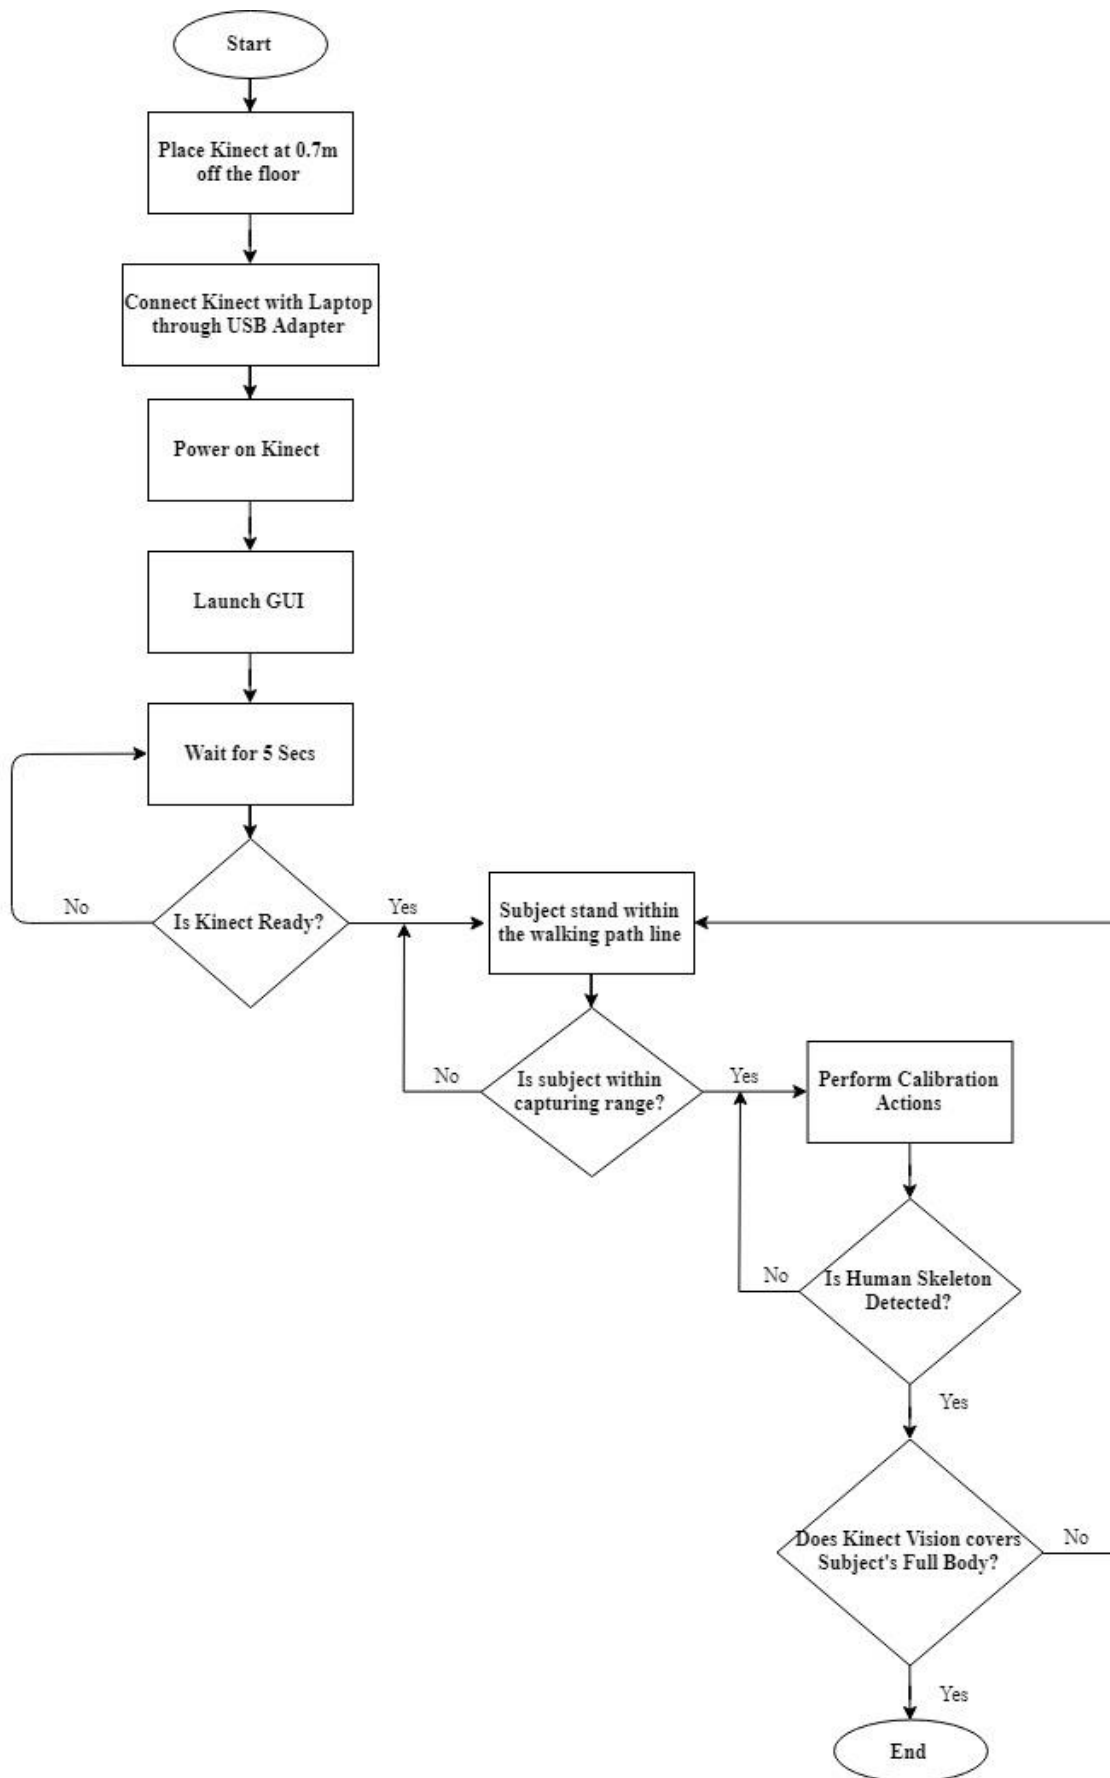 Start
Place Kinect at 0.7m
off the floor
Connect Kinect with Laptop
through USB Adapter
Power on Kinect
Launch GUI
Wait for 5 Secs
No
Is Kinect Ready?
Yes
Subject stand within
the walking path line
No
Is subject within
capturing range?
Yes
Perform Calibration
Actions
No
Is Human Skeleton
Detected?
Yes
Does Kinect Vision covers
Subject's Full Body?
No
Yes
End